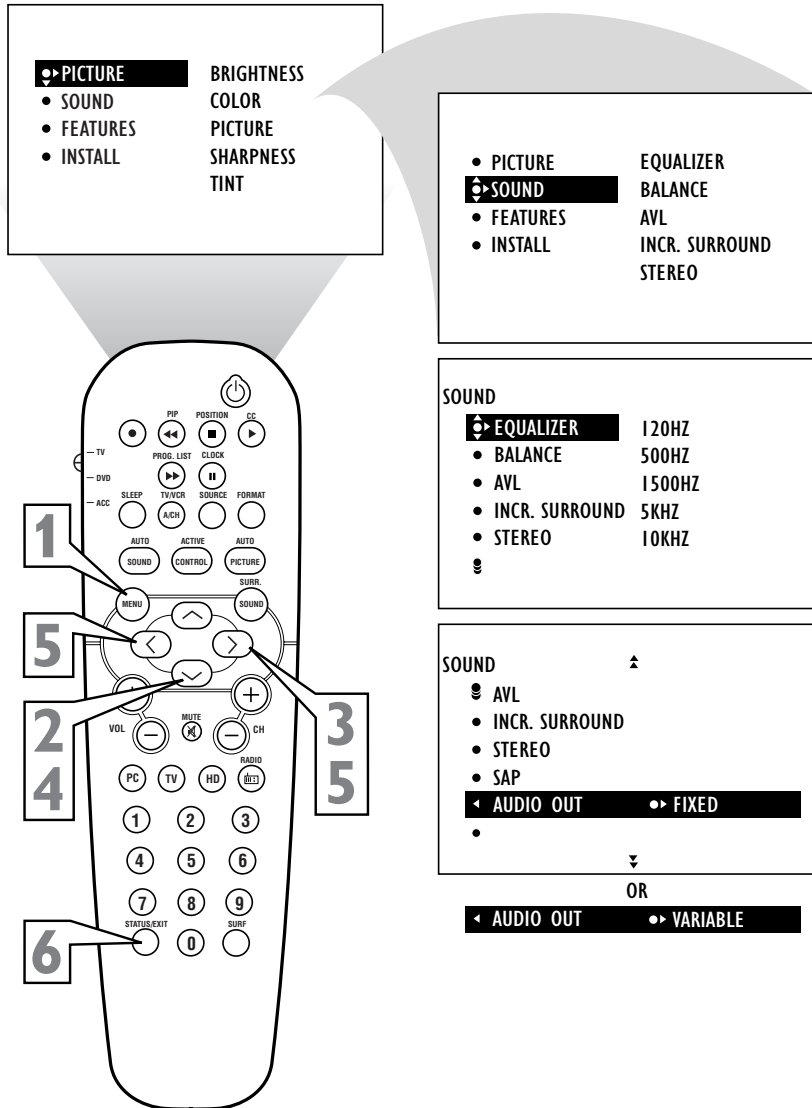 PICTURE BRIGHTNESS
• SOUND COLOR
• FEATURES PICTURE
• INSTALL SHARPNESS
TINT
• PICTURE EQUALIZER
SOUND BALANCE
• FEATURES AVL
• INSTALL INCR. SURROUND
STEREO
SOUND
EQUALIZER 120HZ
• BALANCE 500HZ
• AVL 1500HZ
• INCR. SURROUND 5KHZ
• STEREO 10KHZ
SOUND
AVL
• INCR. SURROUND
• STEREO
• SAP
AUDIO OUT FIXED
OR
AUDIO OUT VARIABLE
PIP POSITION CC
TV
PROG. LIST CLOCK
DVD
ACC
SLEEP TV/VCR SOURCE FORMAT
A/CH
AUTO ACTIVE AUTO
SOUND CONTROL PICTURE
SURR.
MENU SOUND
VOL MUTE CH
RADIO
PC TV HD
1 2 3
4 5 6
7 8 9
STATUS/EXIT SURF
0
1
5
2
4
3
5
6